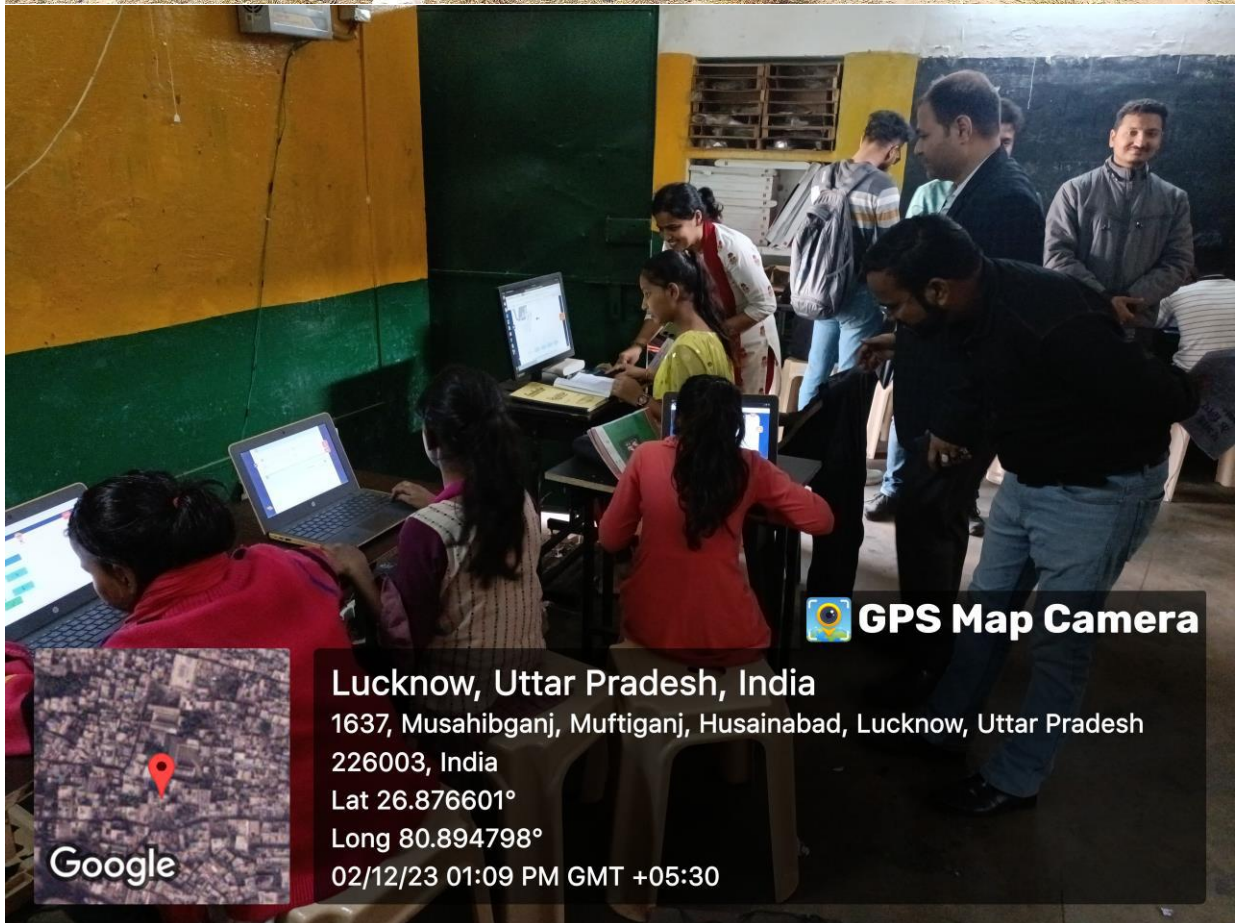 GPS Map Camera
Lucknow, Uttar Pradesh, India
1637, Musahibganj, Muftiganj, Husainabad, Lucknow, Uttar Pradesh
226003, India
Lat 26.876601°
Long 80.894798°
02/12/23 01:09 PM GMT +05:30
Google